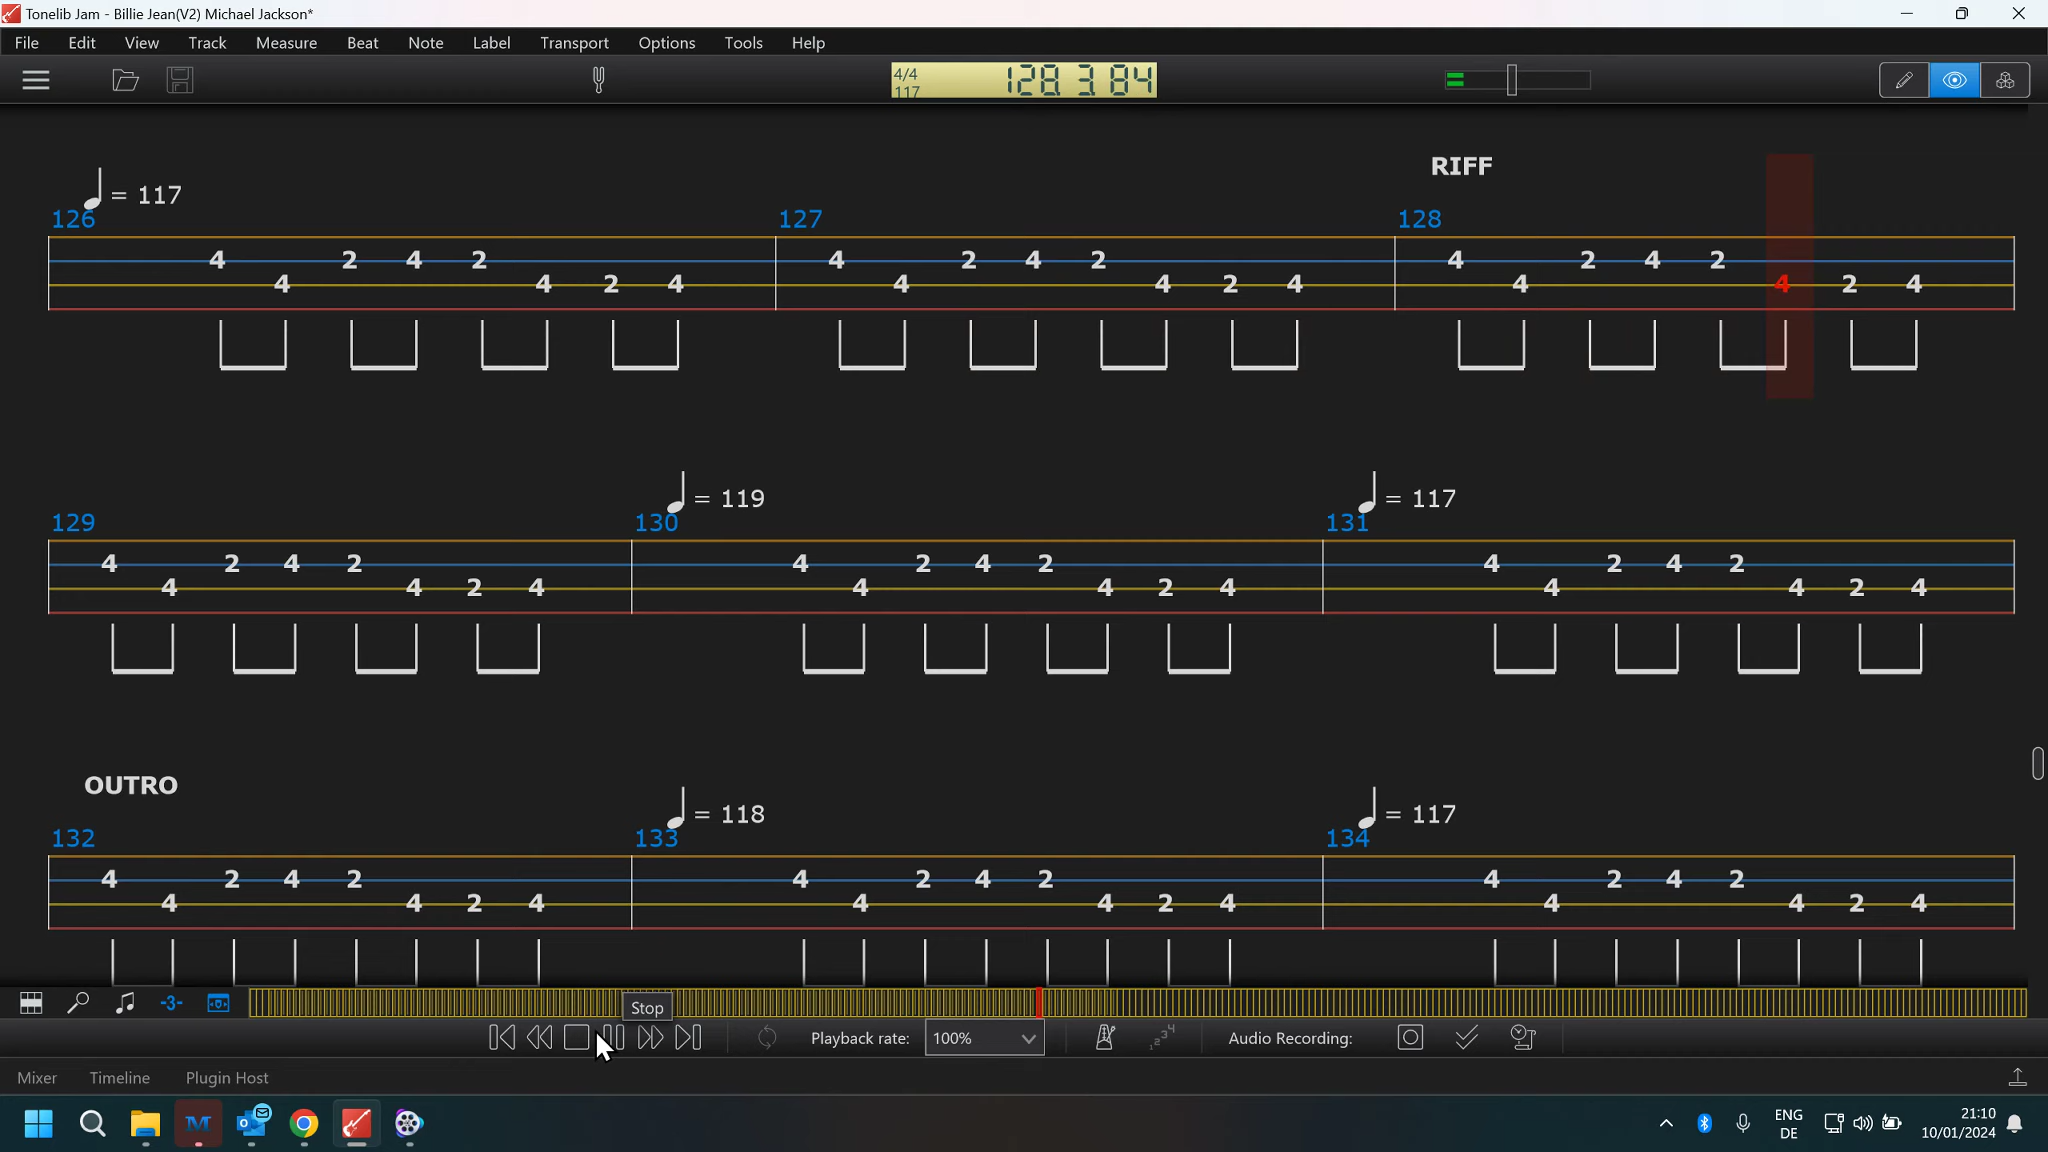 Tonelib Jam - Billie Jean(V2) Michael Jackson*
File Edit View Track Measure Beat Note Label Transport Options Tools Help
4/4
117
128. 3. 84
RIFF
= 117
126 127 128
4 4 2 4 2 4 2 4 4 4 2 4 2 4 2 4 4 4 2 4 2 4 2 4
= 119 = 117
129 130 131
4 4 2 4 2 4 2 4 4 4 2 4 2 4 2 4 4 4 2 4 2 4 2 4
OUTRO
= 118 = 117
132 133 134
4 4 2 4 2 4 2 4 4 4 2 4 2 4 2 4 4 4 2 4 2 4 2 4
-3-
Stop
Playback rate: 100% 1 2 3 4 Audio Recording:
Mixer Timeline Plugin Host
ENG
DE
21:10
10/01/2024